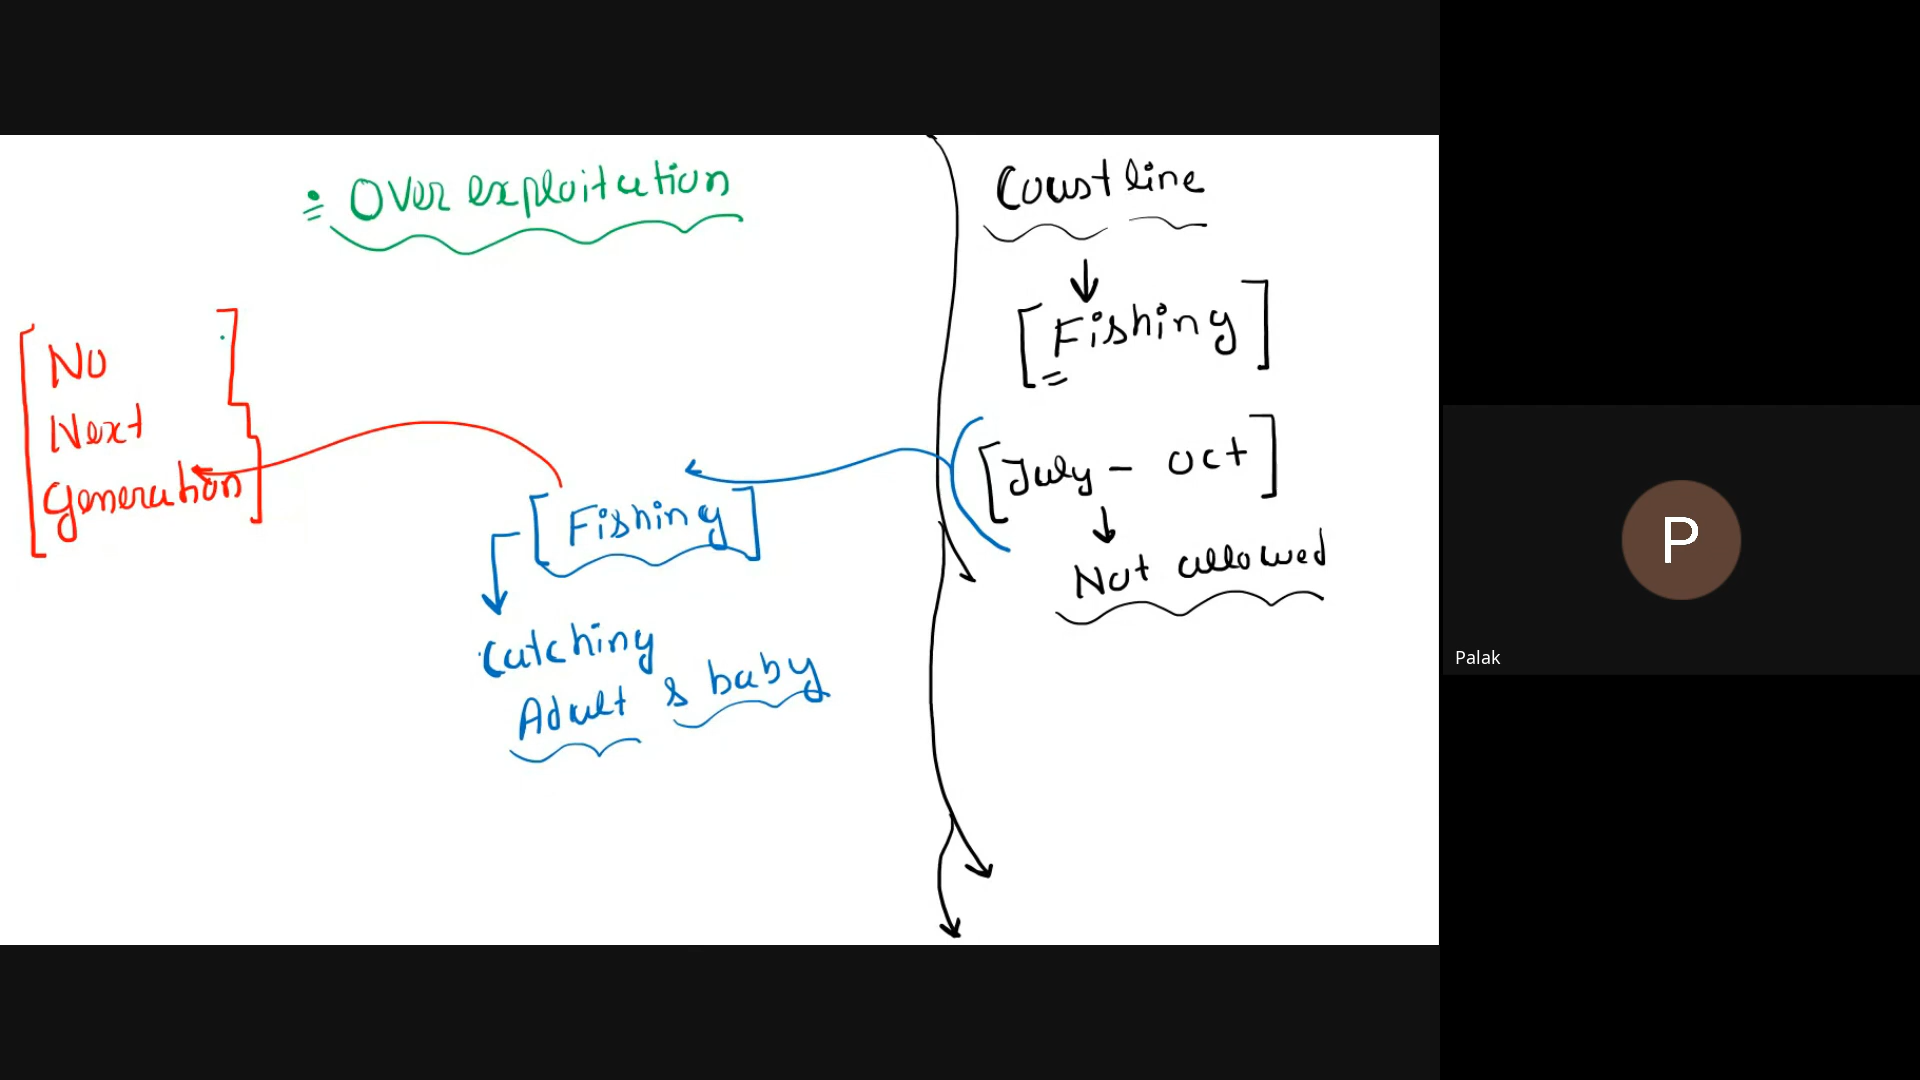 Over exploitation
No
Next
Generation
[Fishing]
Catching
Adult & baby
Coast line
[Fishing]
[July - Oct]
Not allowed
P
Palak